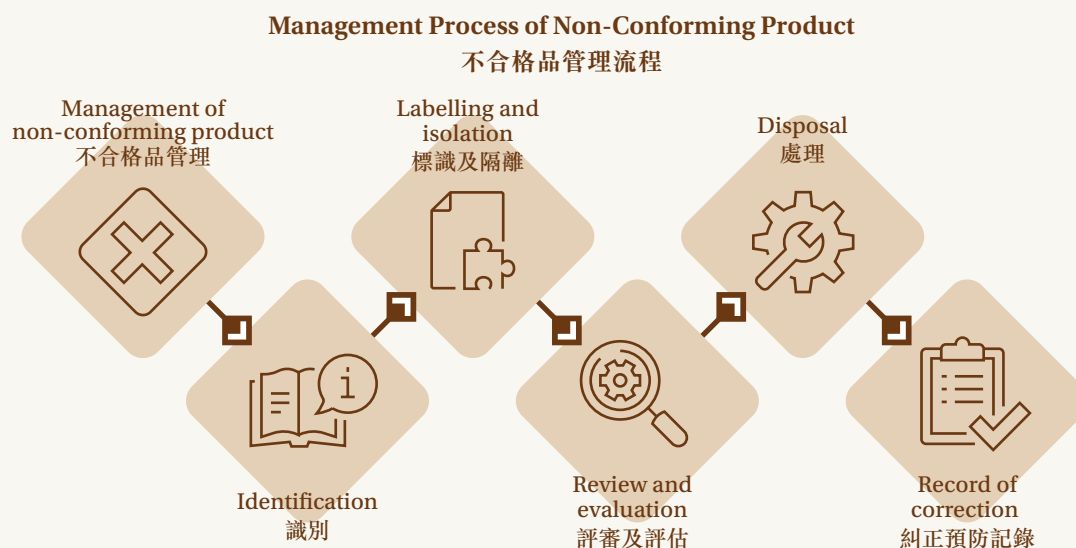 Management Process of Non-Conforming Product
不合格品管理流程
Management of
non-conforming product
不合格品管理
Identification
識別
Labelling and
isolation
標識及隔離
Review and
evaluation
評審及評估
Disposal
處理
Record of
correction
糾正預防記錄